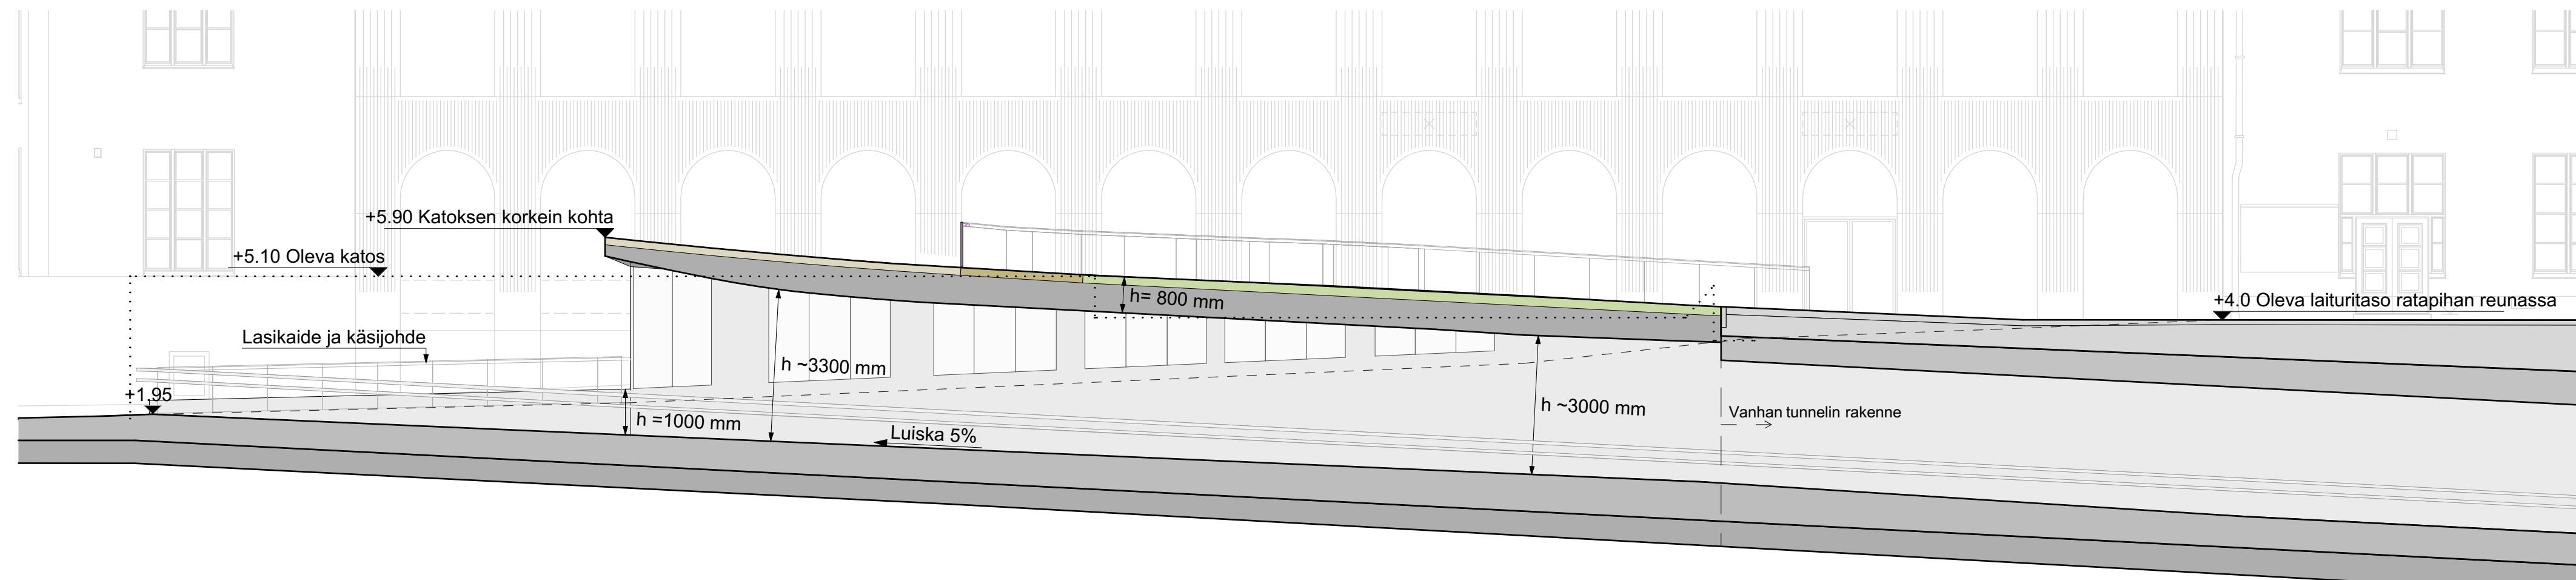 +5.90 Katoksen korkein kohta
+5.10 Oleva katos
+4.0 Oleva laituritaso ratapihan reunassa
h= 800 mm
Lasikaide ja käsijohde
h ~3300 mm
+1.95
h ~3000 mm
Vanhan tunnelin rakenne
h =1000 mm
Luiska 5%